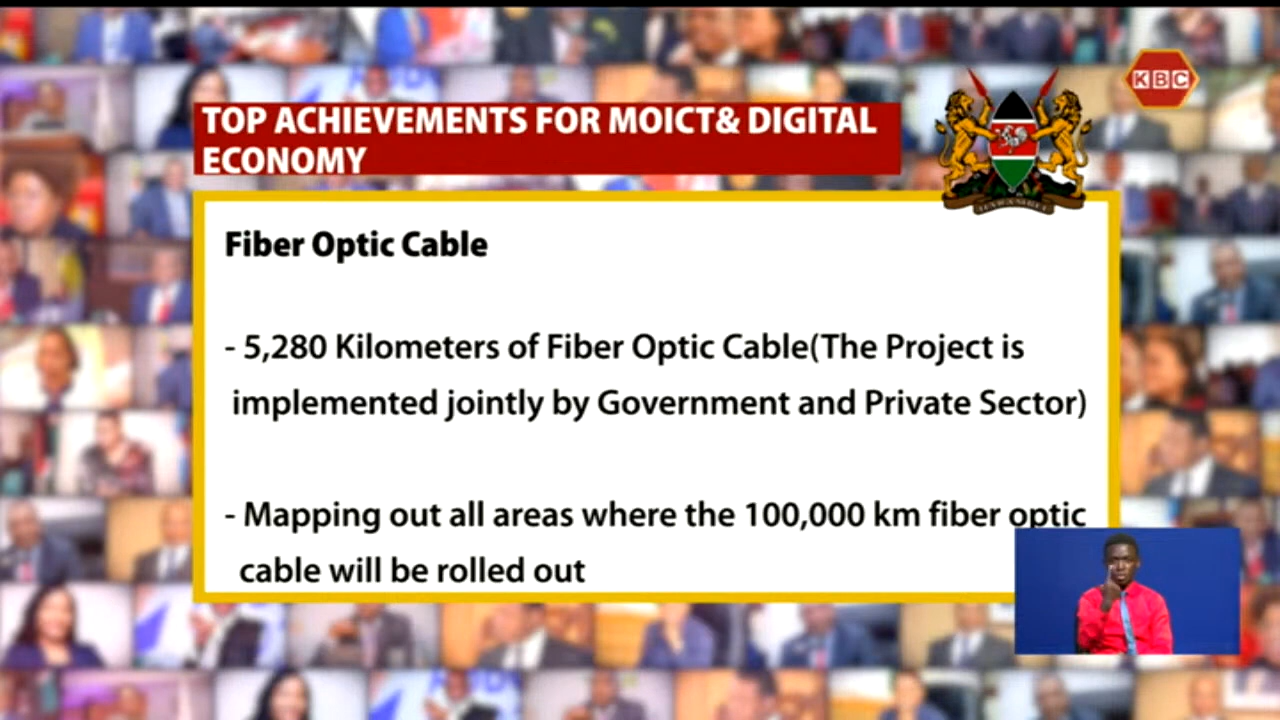 KBC
TOP ACHIEVEMENTS FOR MOICT& DIGITAL
ECONOMY
Fiber Optic Cable
- 5,280 Kilometers of Fiber Optic Cable(The Project is
implemented jointly by Government and Private Sector)
- Mapping out all areas where the 100,000 km fiber optic
cable will be rolled out